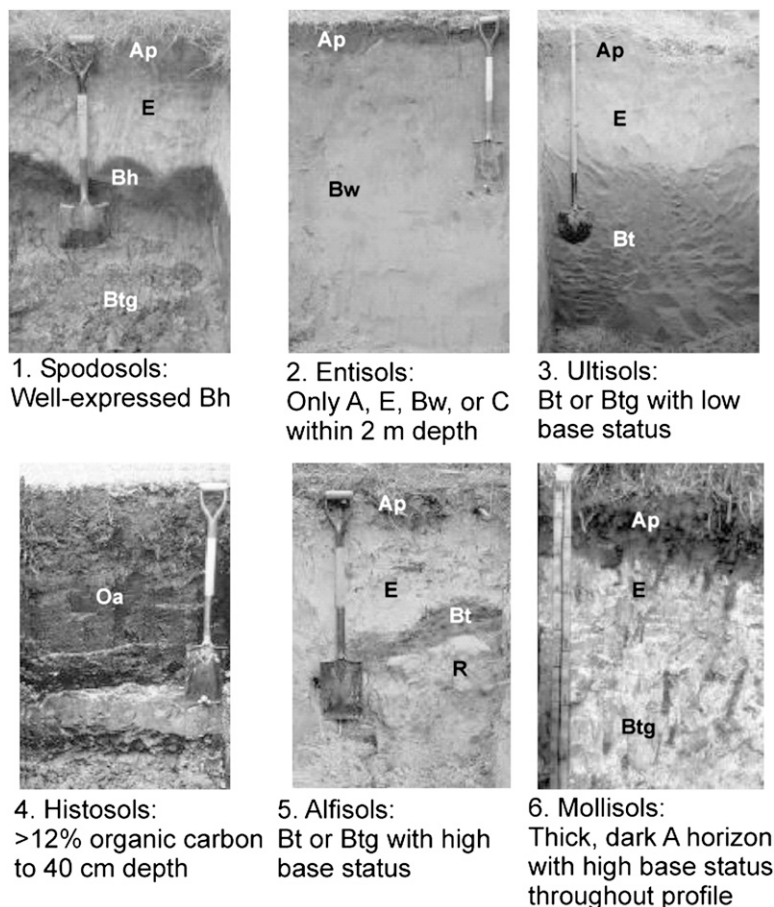 Ap
E
Bh
Btg
1. Spodosols:
Well-expressed Bh
Ap
Bw
2. Entisols:
Only A, E, Bw, or C
within 2 m depth
Ap
E
Bt
3. Ultisols:
Bt or Btg with low
base status
Oa
4. Histosols:
>12% organic carbon
to 40 cm depth
Ap
E
Bt
R
5. Alfisols:
Bt or Btg with high
base status
Ap
E
Btg
6. Mollisols:
Thick, dark A horizon
with high base status
throughout profile